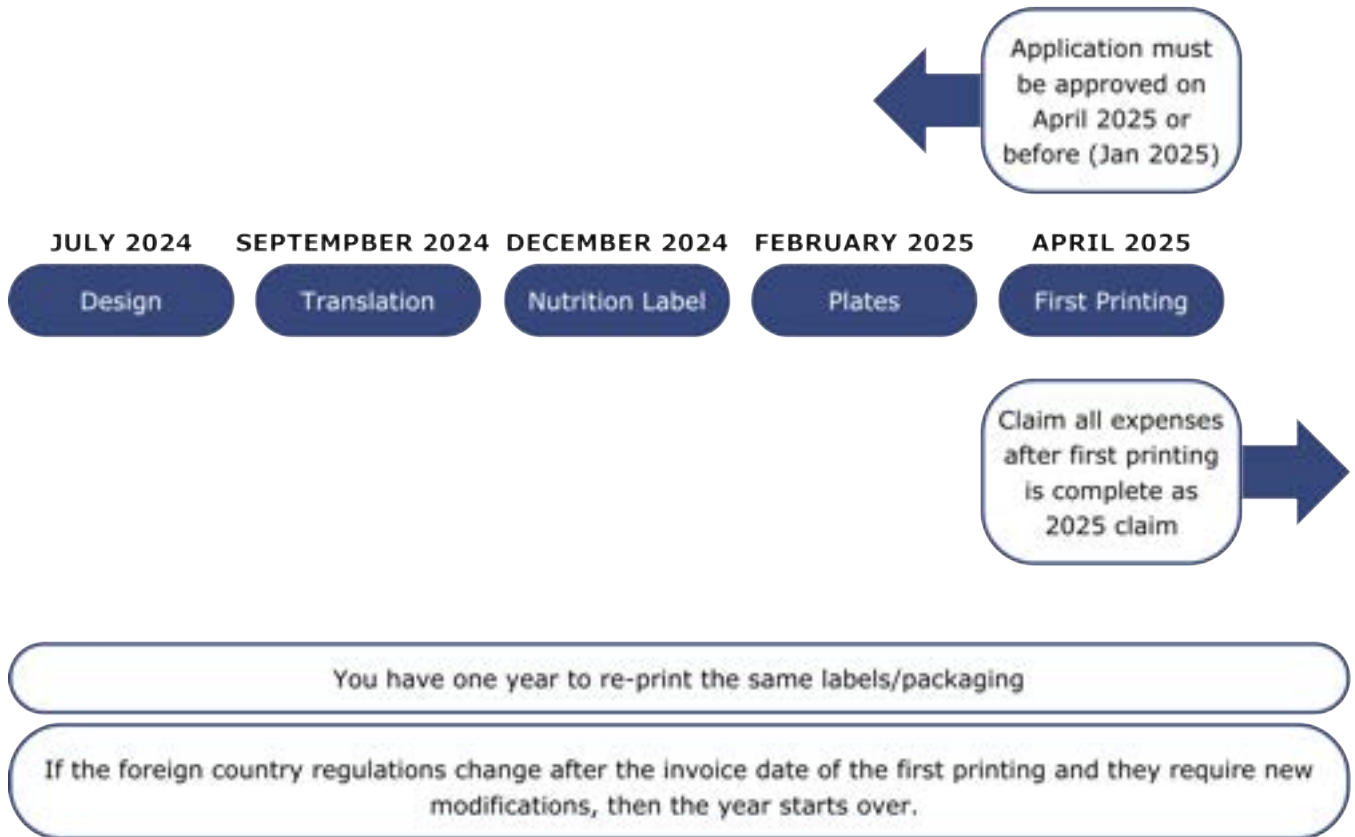 Application must
be approved on
April 2025 or
before (Jan 2025)
JULY 2024
SEPTEMPBER 2024
DECEMBER 2024
FEBRUARY 2025
APRIL 2025
Design
Translation
Nutrition Label
Plates
First Printing
Claim all expenses
after first printing
is complete as
2025 claim
You have one year to re-print the same labels/packaging
If the foreign country regulations change after the invoice date of the first printing and they require new
modifications, then the year starts over.